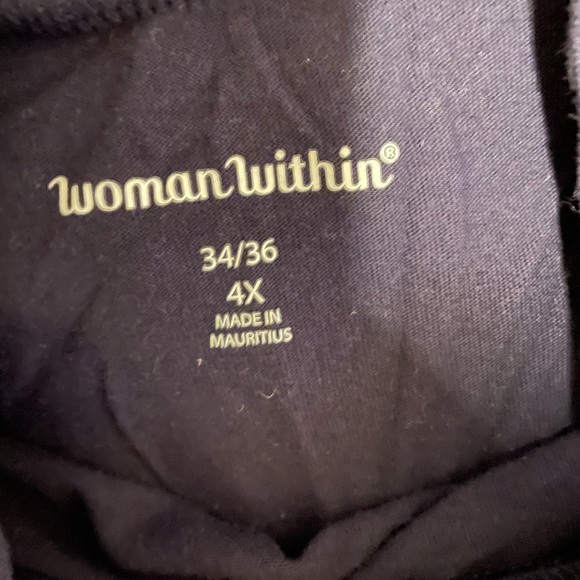 woman within®
34/36
4X
MADE IN
MAURITIUS